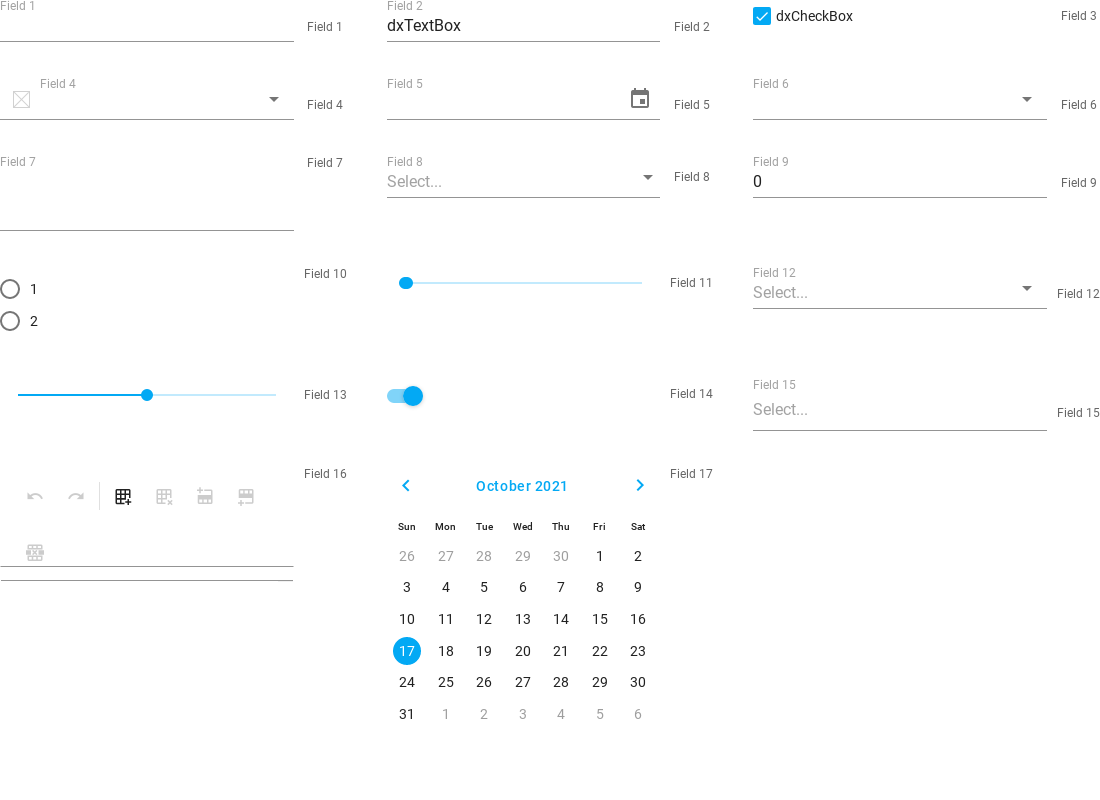 Field 1
Field 1
Field 2
dxTextBox
Field 2
dxCheckBox
Field 3
Field 4
Field 4
Field 5
Field 5
Field 6
Field 6
Field 7
Field 7
Field 8
Select...
Field 8
Field 9
0
Field 9
1
2
Field 10
Field 11
Field 12
Select...
Field 12
Field 13
Field 14
Field 15
Select...
Field 15
Field 16
October 2021
Sun Mon Tue Wed Thu Fri Sat
26 27 28 29 30 1 2
3 4 5 6 7 8 9
10 11 12 13 14 15 16
17 18 19 20 21 22 23
24 25 26 27 28 29 30
31 1 2 3 4 5 6
Field 17